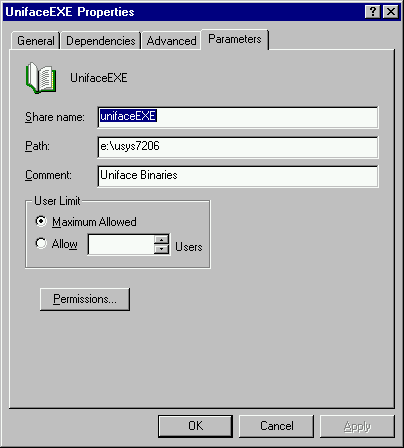 UnifaceEXE Properties
General Dependencies Advanced Parameters
UnifaceEXE
Share name: unifaceEXE
Path: e:\usys7206
Comment: Uniface Binaries
User Limit
Maximum Allowed
Allow Users
Permissions...
OK Cancel Apply